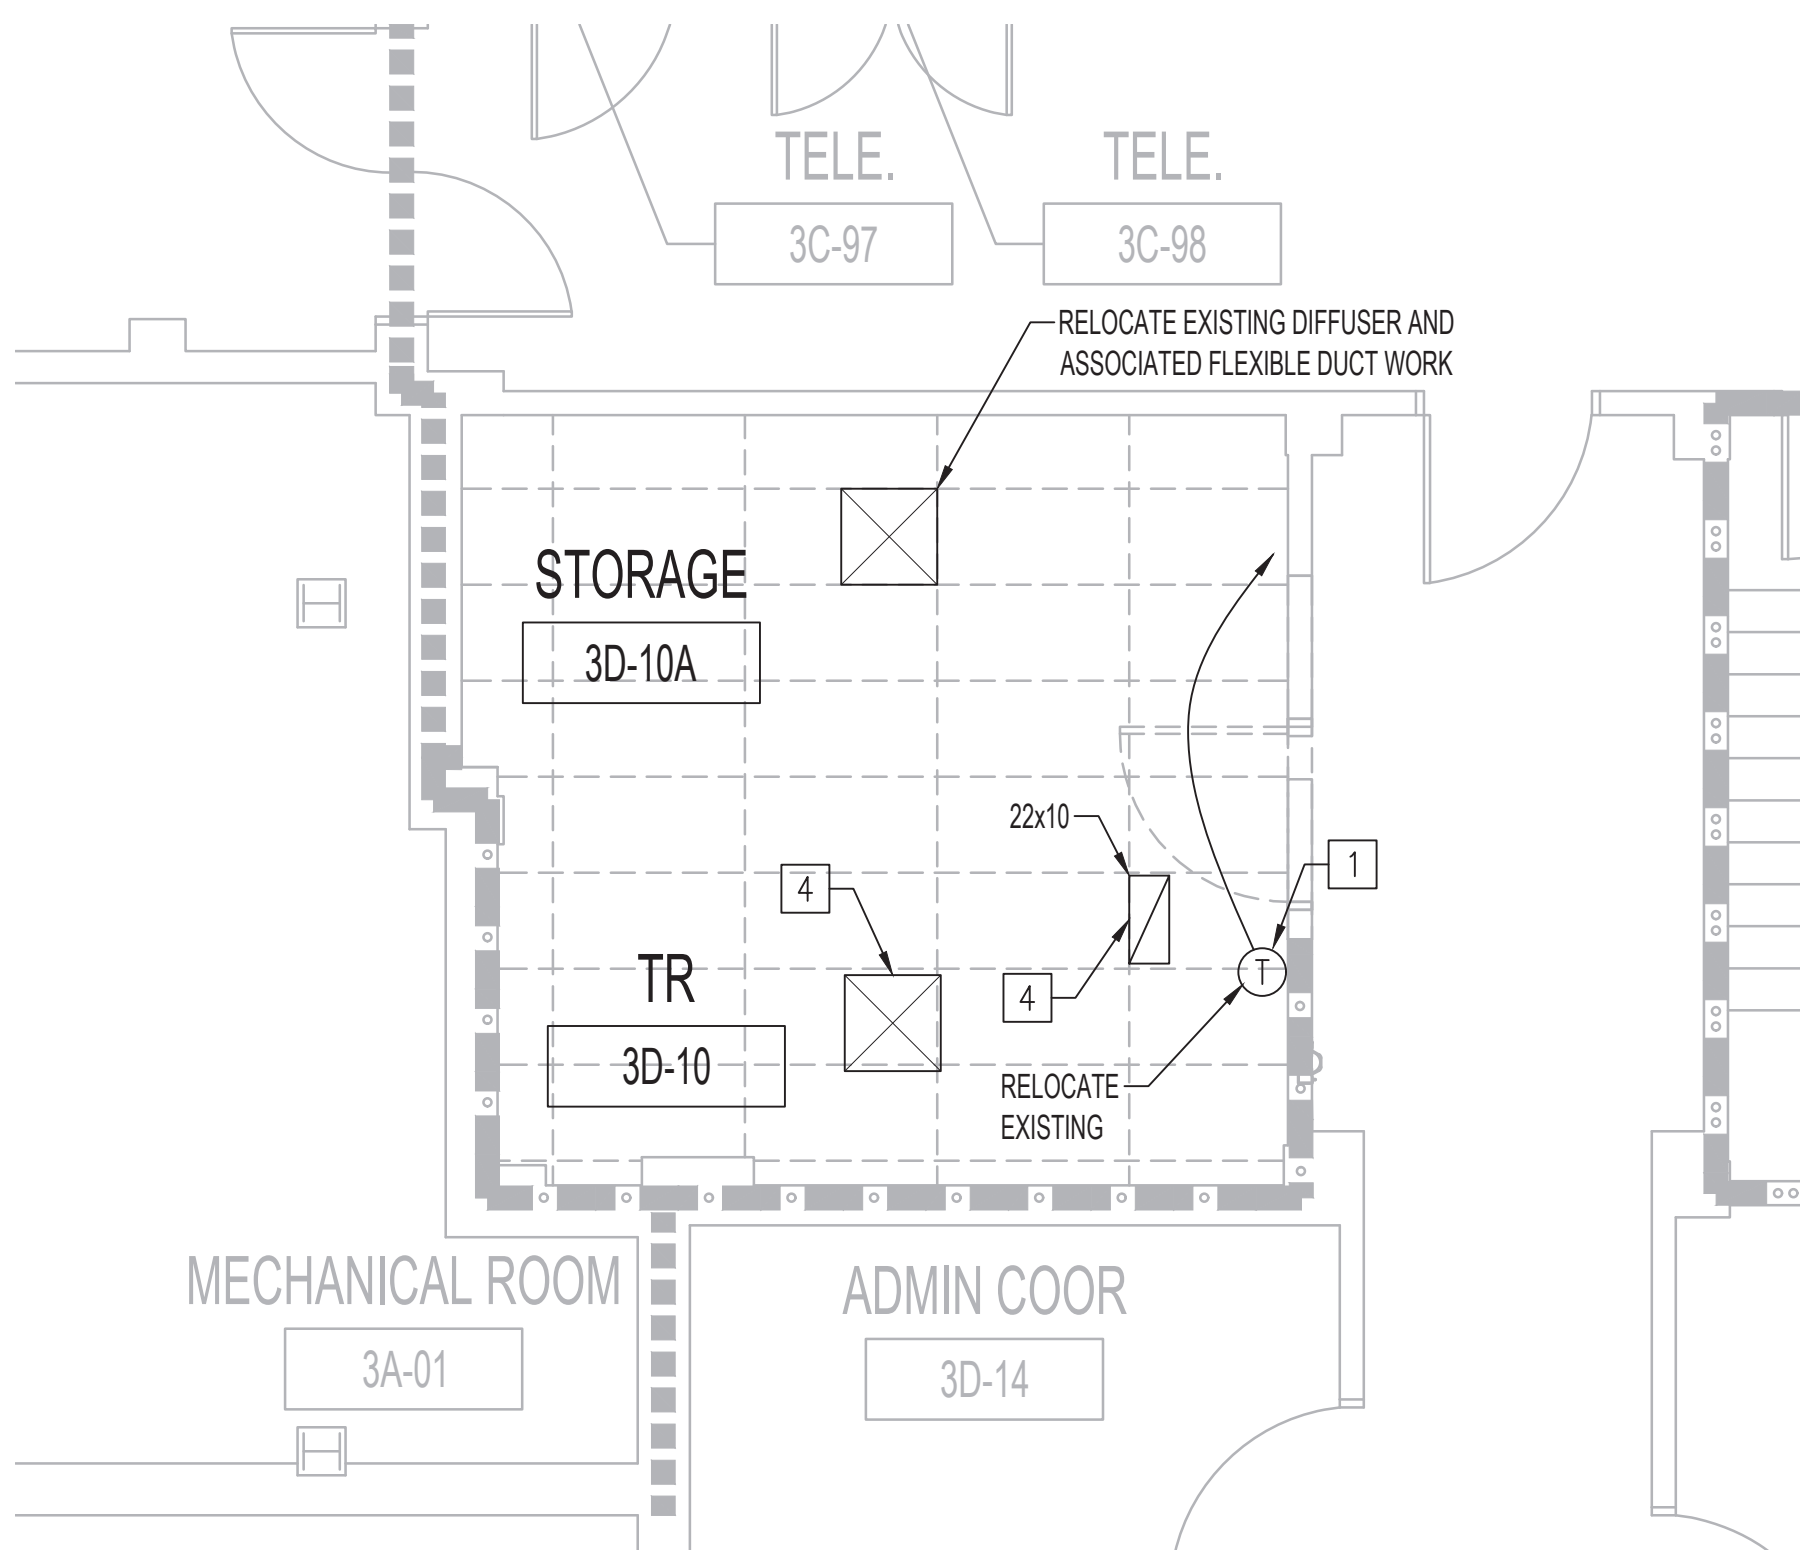 TELE.
3C-97
TELE.
3C-98
RELOCATE EXISTING DIFFUSER AND
ASSOCIATED FLEXIBLE DUCT WORK
STORAGE
3D-10A
22x10
1
4
4
T
TR
3D-10
RELOCATE
EXISTING
MECHANICAL ROOM
3A-01
ADMIN COOR
3D-14